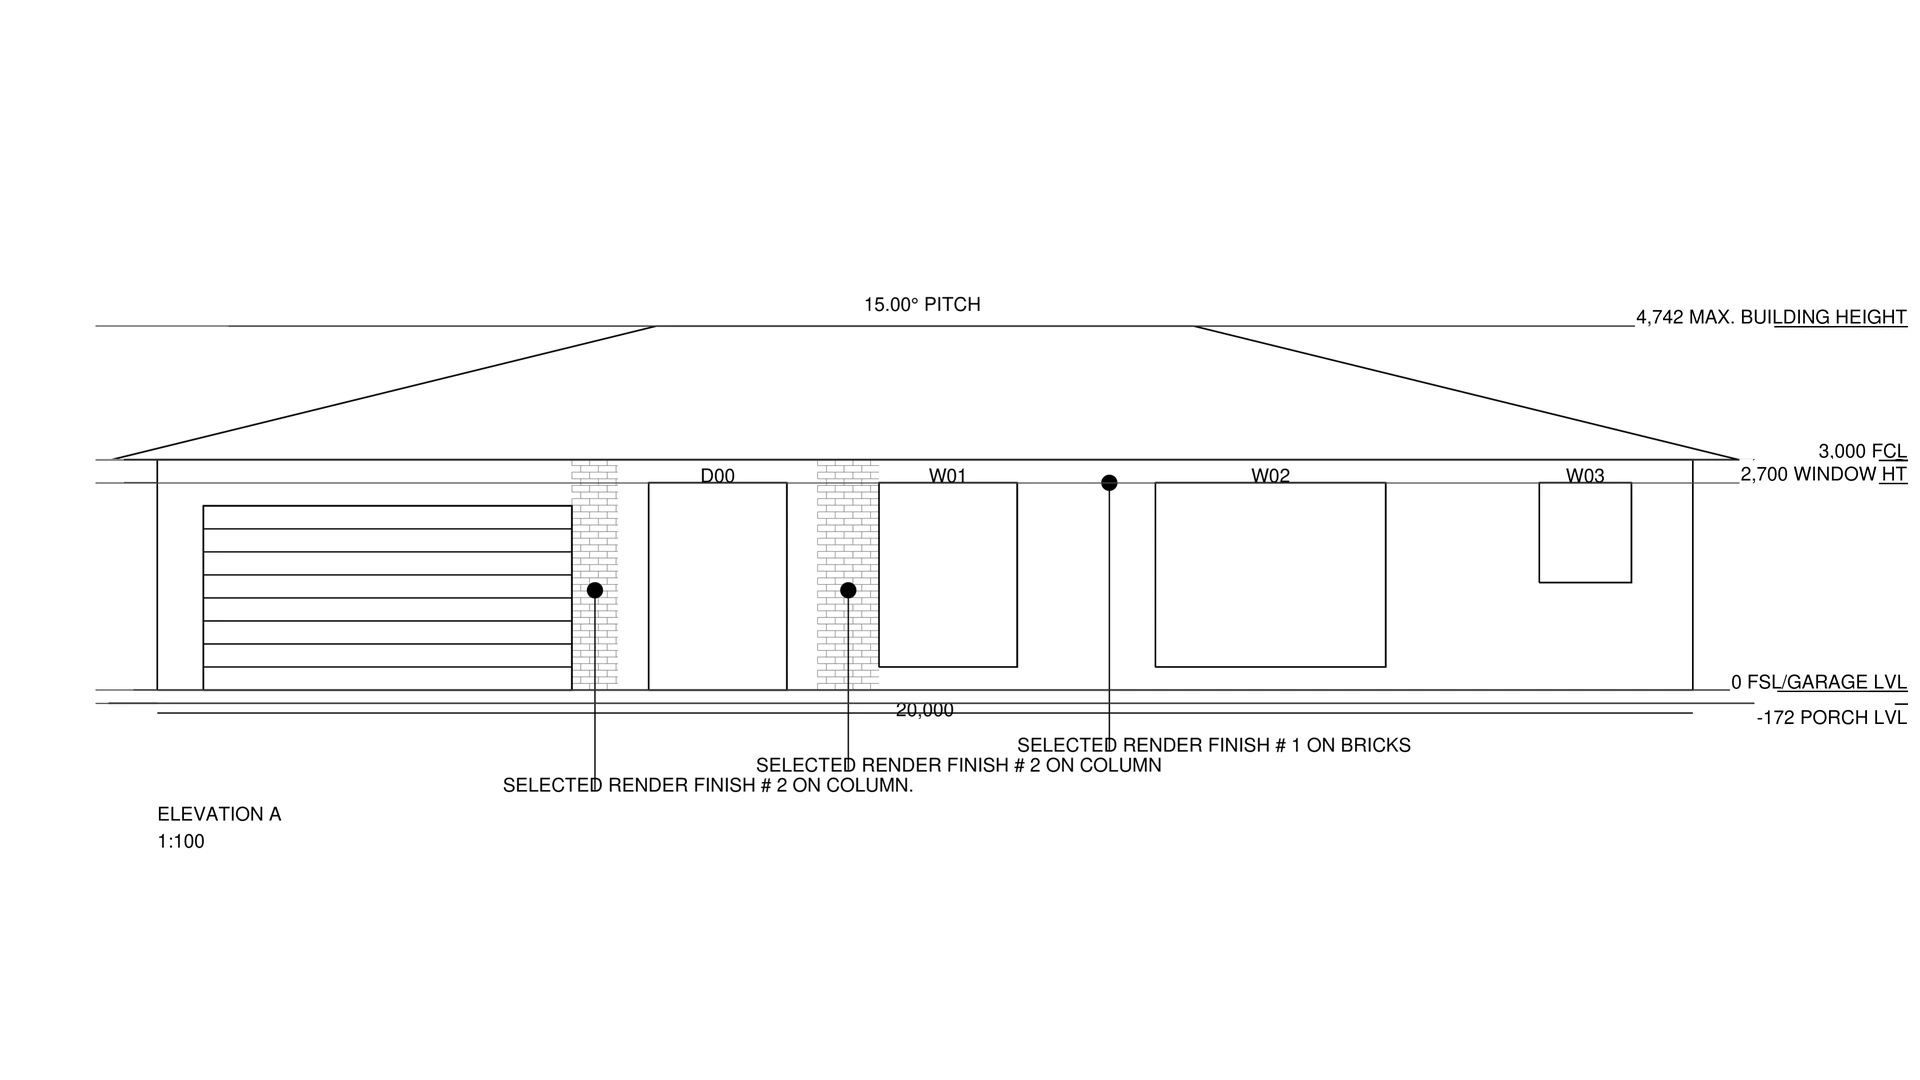 15.00° PITCH
4,742 MAX. BUILDING HEIGHT
3,000 FCL
2,700 WINDOW HT
D00
W01
W02
W03
0 FSL/GARAGE LVL
20,000
-172 PORCH LVL
SELECTED RENDER FINISH # 1 ON BRICKS
SELECTED RENDER FINISH # 2 ON COLUMN
SELECTED RENDER FINISH # 2 ON COLUMN.
ELEVATION A
1:100